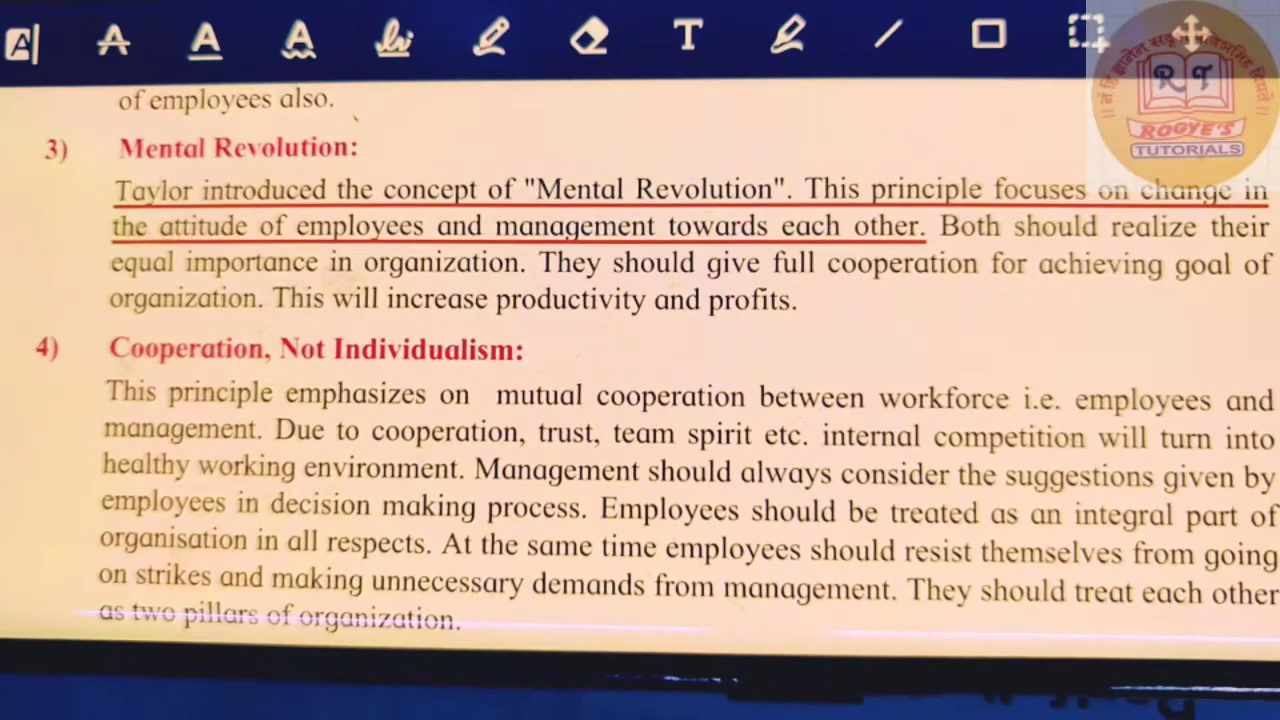 of employees also.
3) Mental Revolution:
Taylor introduced the concept of "Mental Revolution". This principle focuses on change in
the attitude of employees and management towards each other. Both should realize their
equal importance in organization. They should give full cooperation for achieving goal of
organization. This will increase productivity and profits.
4) Cooperation, Not Individualism:
This principle emphasizes on mutual cooperation between workforce i.e. employees and
management. Due to cooperation, trust, team spirit etc. internal competition will turn into
healthy working environment. Management should always consider the suggestions given by
employees in decision making process. Employees should be treated as an integral part of
organisation in all respects. At the same time employees should resist themselves from going
on strikes and making unnecessary demands from management. They should treat each other
as two pillars of organization.
R T
ROGYE'S
TUTORIALS